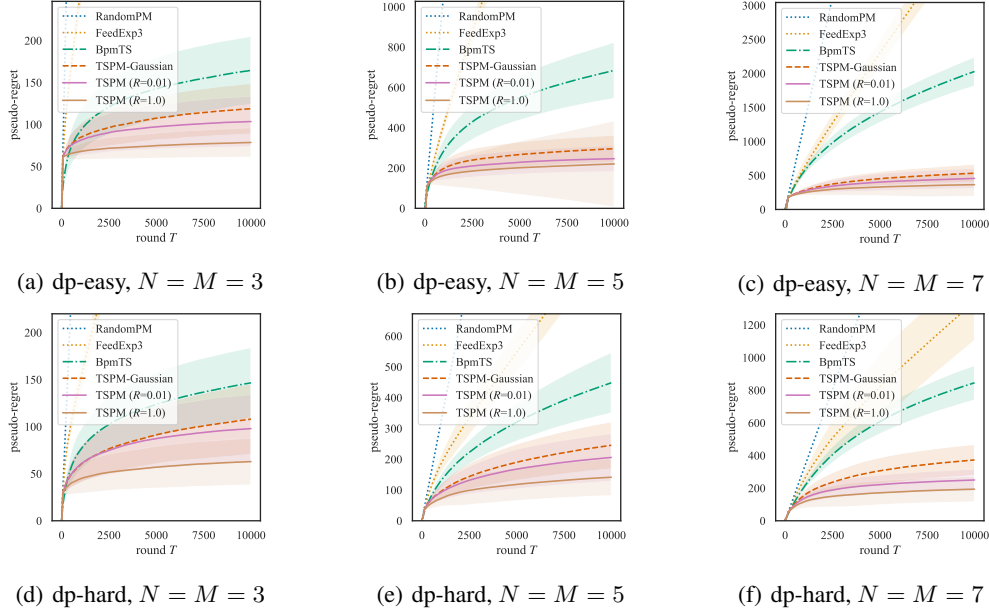 RandomPM
FeedExp3
BpmTS
TSPM-Gaussian
TSPM (R=0.01)
TSPM (R=1.0)
pseudo-regret
200
150
100
50
0
0 2500 5000 7500 10000
round T
(a) dp-easy, N = M = 3
RandomPM
FeedExp3
BpmTS
TSPM-Gaussian
TSPM (R=0.01)
TSPM (R=1.0)
pseudo-regret
1000
800
600
400
200
0
0 2500 5000 7500 10000
round T
(b) dp-easy, N = M = 5
RandomPM
FeedExp3
BpmTS
TSPM-Gaussian
TSPM (R=0.01)
TSPM (R=1.0)
pseudo-regret
3000
2500
2000
1500
1000
500
0
0 2500 5000 7500 10000
round T
(c) dp-easy, N = M = 7
RandomPM
FeedExp3
BpmTS
TSPM-Gaussian
TSPM (R=0.01)
TSPM (R=1.0)
pseudo-regret
200
150
100
50
0
0 2500 5000 7500 10000
round T
(d) dp-hard, N = M = 3
RandomPM
FeedExp3
BpmTS
TSPM-Gaussian
TSPM (R=0.01)
TSPM (R=1.0)
pseudo-regret
600
500
400
300
200
100
0
0 2500 5000 7500 10000
round T
(e) dp-hard, N = M = 5
RandomPM
FeedExp3
BpmTS
TSPM-Gaussian
TSPM (R=0.01)
TSPM (R=1.0)
pseudo-regret
1200
1000
800
600
400
200
0
0 2500 5000 7500 10000
round T
(f) dp-hard, N = M = 7